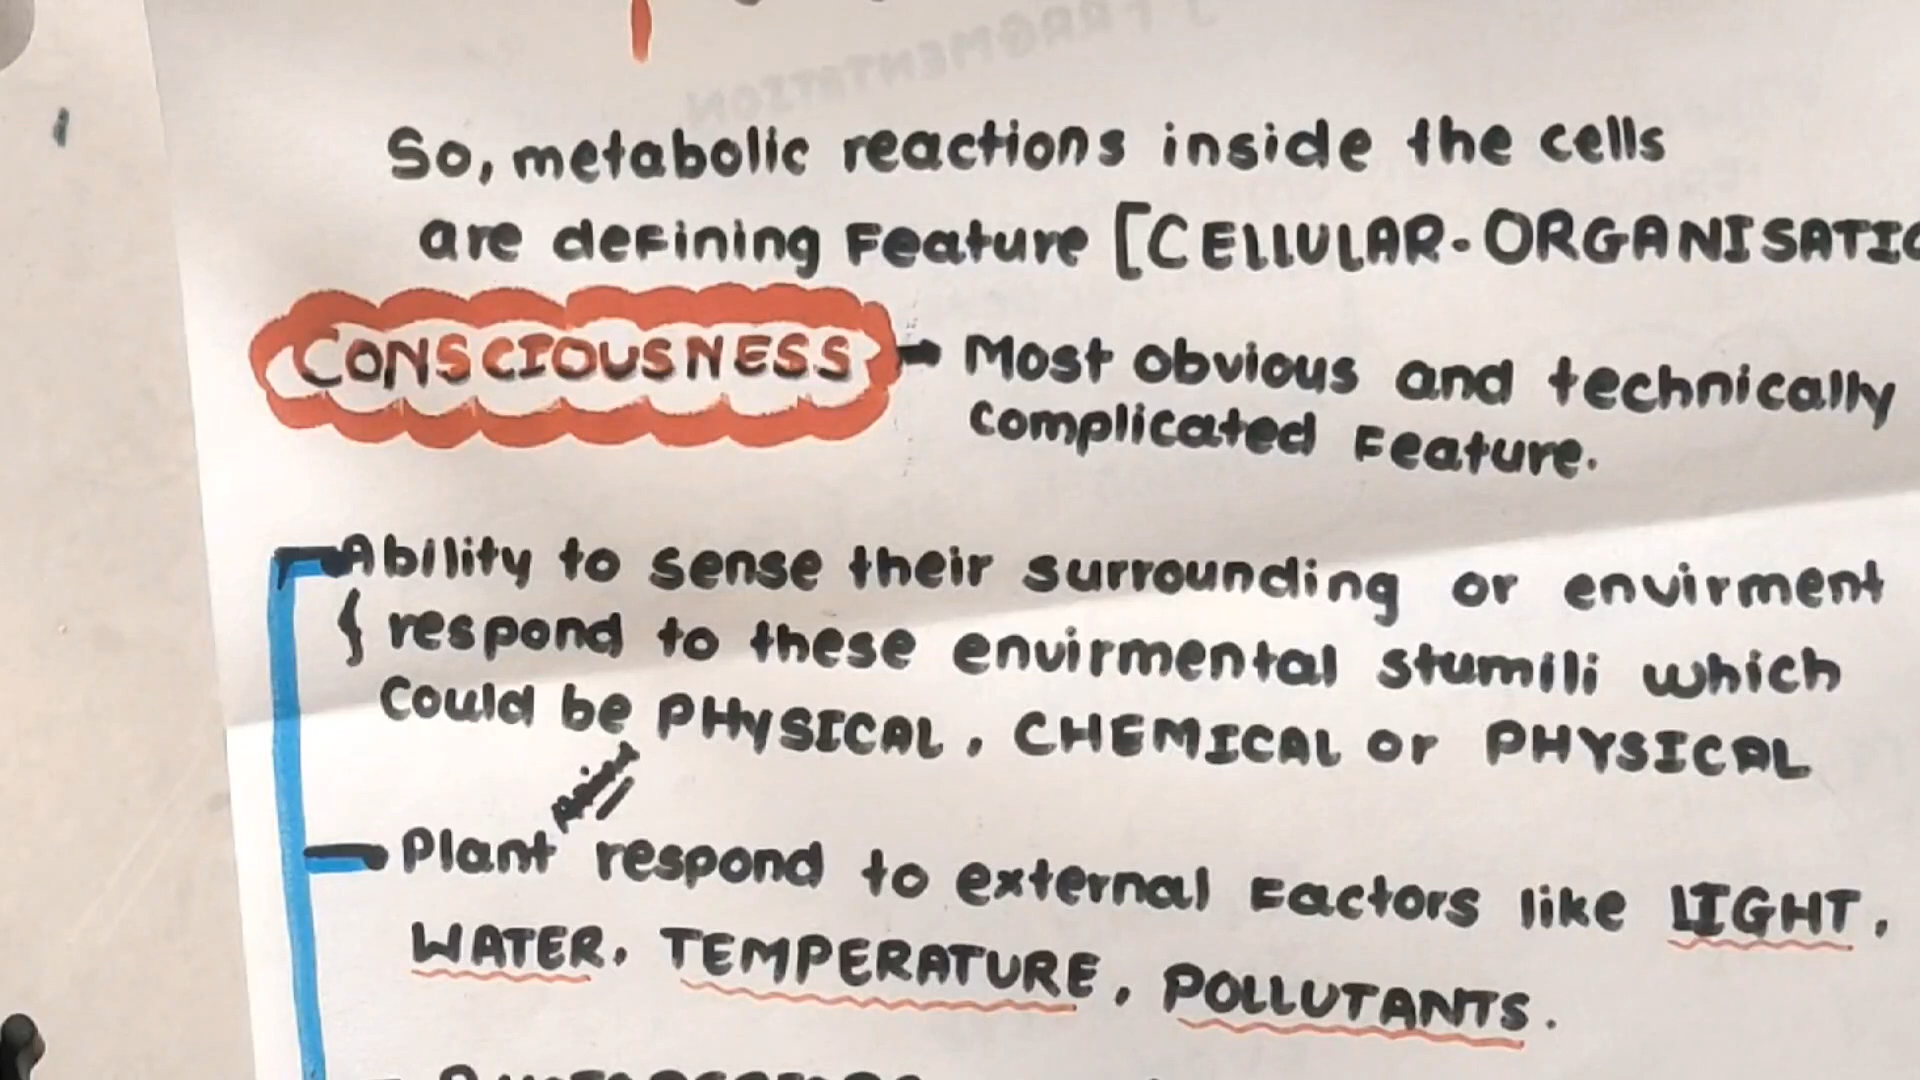 So, metabolic reactions inside the cells
are defining Feature [CELLULAR-ORGANISATIO
CONSCIOUSNESS - Most obvious and technically
complicated Feature.
Ability to sense their surrounding or envirment
respond to these envirmental stumili which
Could be PHYSICAL, CHEMICAL or PHYSICAL
Plant respond to external Factors like LIGHT,
WATER, TEMPERATURE, POLLUTANTS.